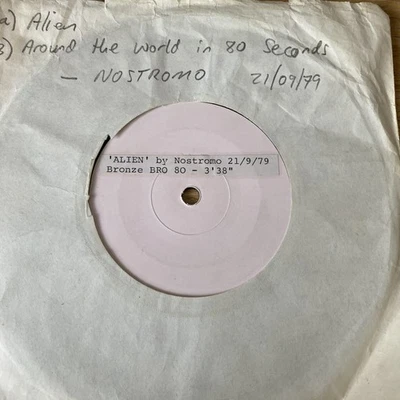 a) Alien
B) Around the World in 80 Seconds
— NOSTROMO 21/09/79
'ALIEN' by Nostromo 21/9/79
Bronze BRO 80 - 3'38"